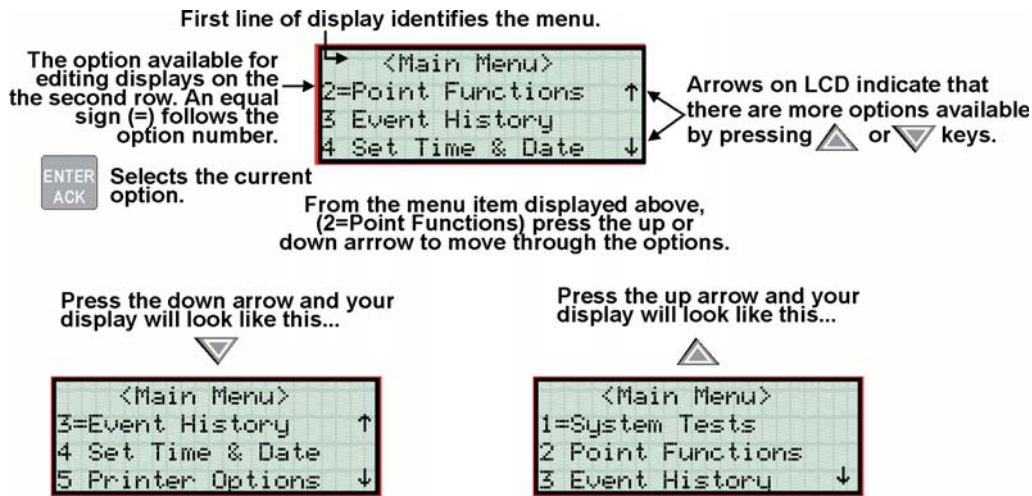 First line of display identifies the menu.
The option available for
editing displays on the
the second row. An equal
sign (=) follows the
option number.
<Main Menu>
2=Point Functions ↑
3 Event History
4 Set Time & Date ↓
Arrows on LCD indicate that
there are more options available
by pressing or keys.
ENTER
ACK
Selects the current
option.
From the menu item displayed above,
(2=Point Functions) press the up or
down arrrow to move through the options.
Press the down arrow and your
display will look like this...
<Main Menu>
3=Event History ↑
4 Set Time & Date
5 Printer Options ↓
Press the up arrow and your
display will look like this...
<Main Menu>
1=System Tests
2 Point Functions
3 Event History ↓